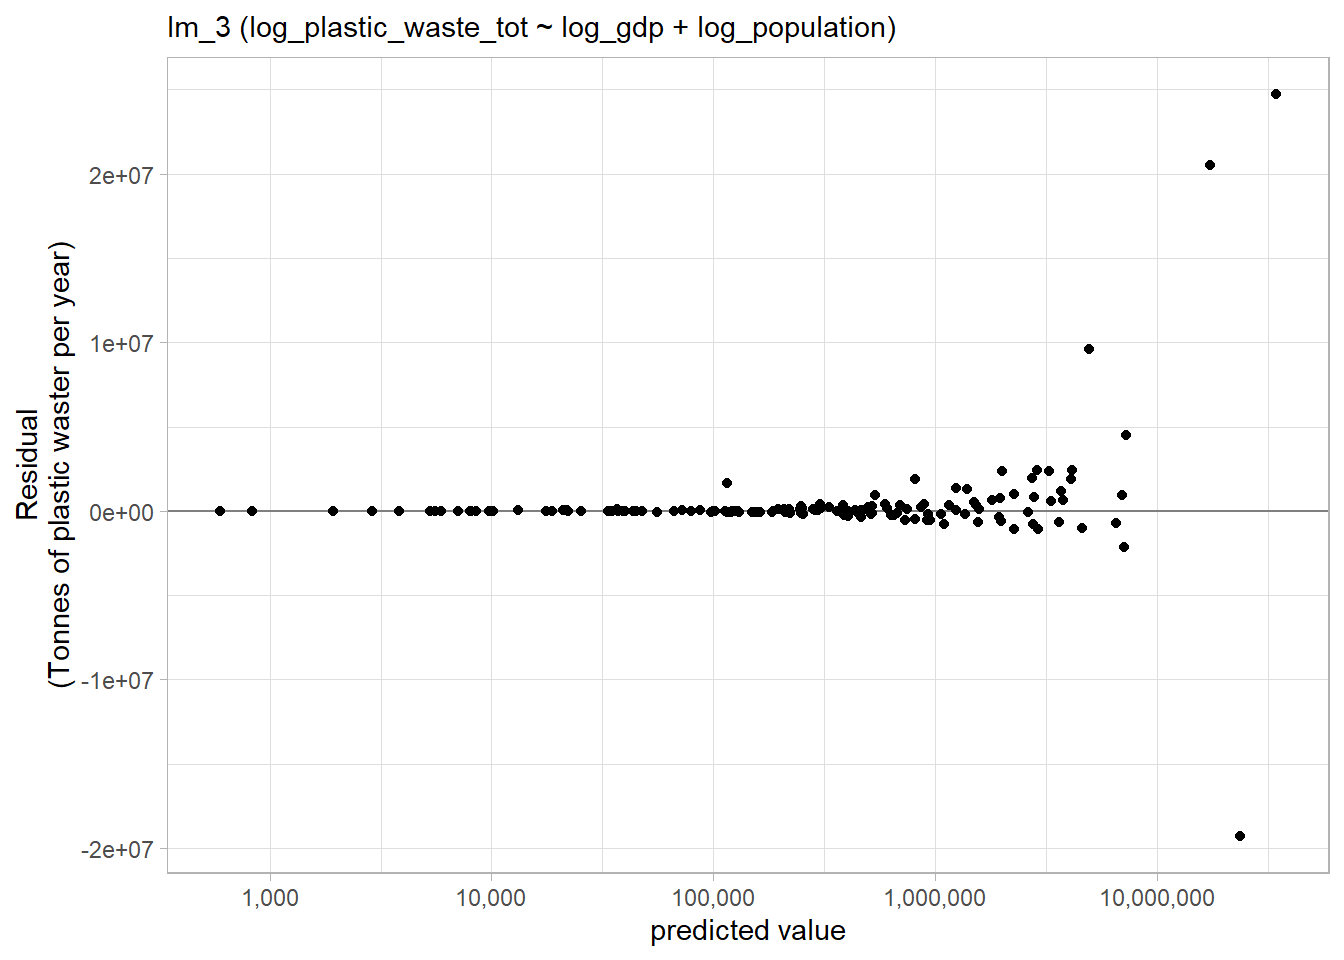 lm_3 (log_plastic_waste_tot ~ log_gdp + log_population)
Residual
(Tonnes of plastic waster per year)
2e+07
1e+07
0e+00
-1e+07
-2e+07
1,000
10,000
100,000
1,000,000
10,000,000
predicted value